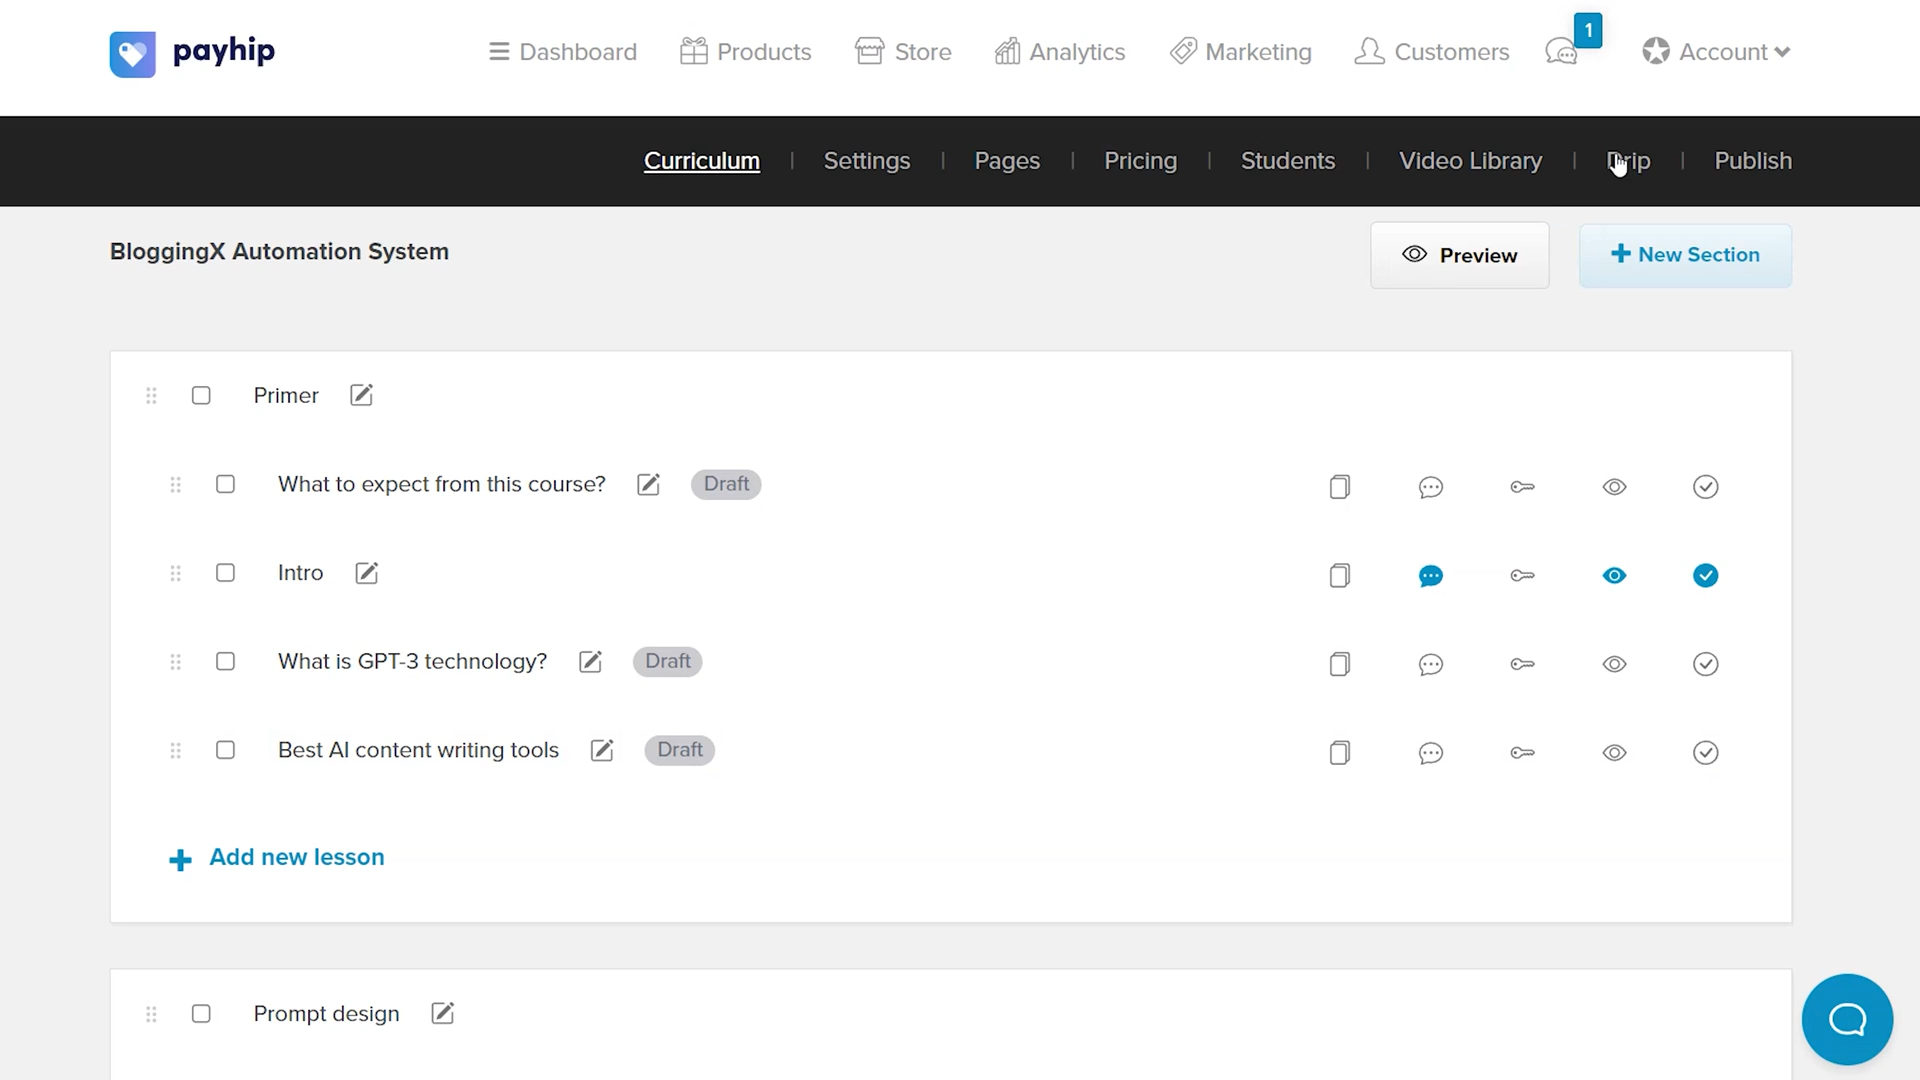 payhip
Dashboard
Products
Store
Analytics
Marketing
Customers
1
Account
Curriculum | Settings | Pages | Pricing | Students | Video Library | Drip | Publish
BloggingX Automation System
Preview
New Section
Primer
What to expect from this course?
Draft
Intro
What is GPT-3 technology?
Draft
Best AI content writing tools
Draft
Add new lesson
Prompt design